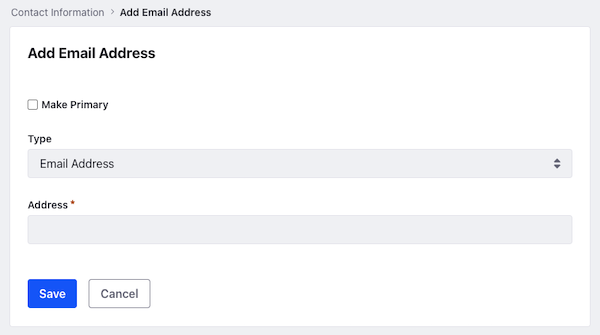 Contact Information > Add Email Address
Add Email Address
Make Primary
Type
Email Address
Address *
Save Cancel